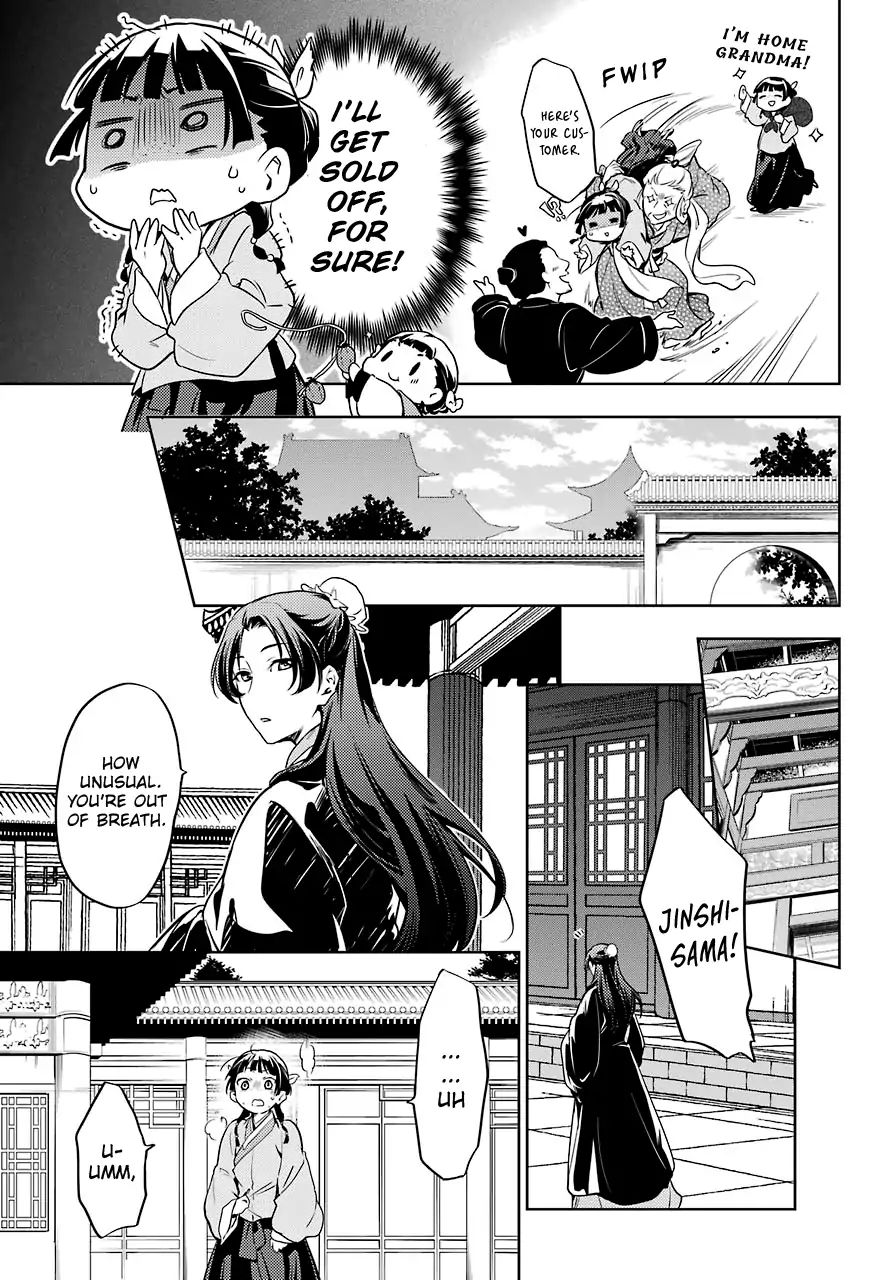 I'M HOME
GRANDMA!
FWIP
HERE'S
YOUR CUS-
TOMER.
!?
I'LL
GET
SOLD
OFF,
FOR
SURE!
JINSHI-
SAMA!
HOW
UNUSUAL.
YOU'RE OUT
OF BREATH.
......
......
UH
U-
UMM,